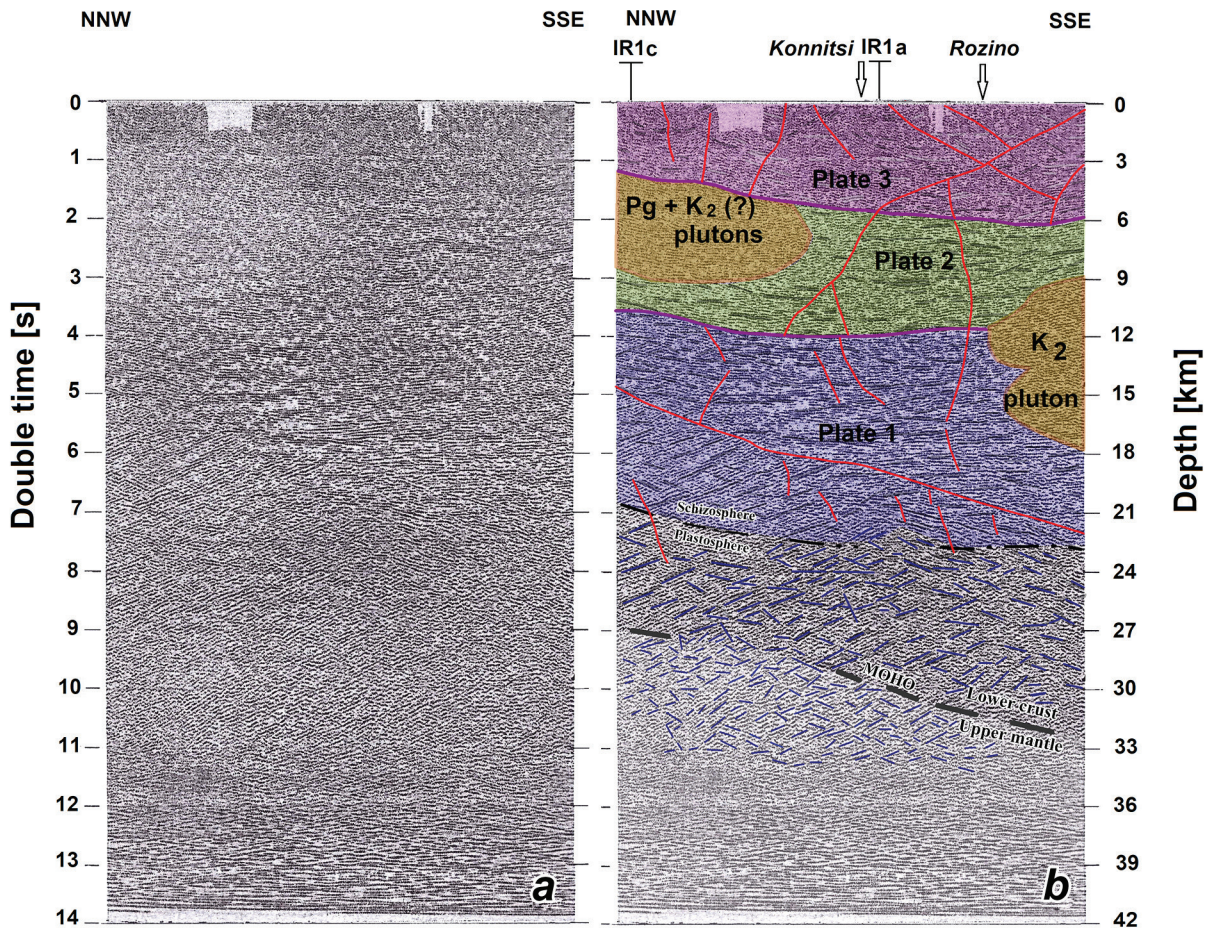 NNW SSE NNW SSE
IR1c Konnitsi IR1a Rozino
Double time [s]
0
1
2
3
4
5
6
7
8
9
10
11
12
13
14
a
Plate 3
Pg + K2 (?)
plutons
Plate 2
K2
pluton
Plate 1
Schizosphere
Plastosphere
MOHO
Lower crust
Upper mantle
b
0
3
6
9
12
15
18
21
24
27
30
33
36
39
42
Depth [km]